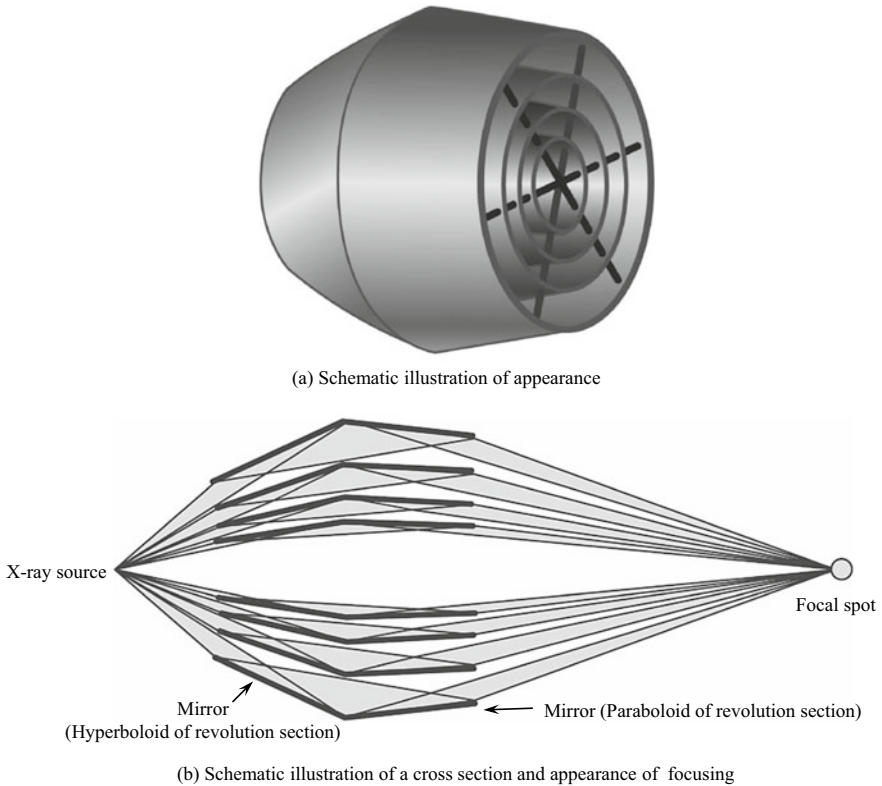 (a) Schematic illustration of appearance
X-ray source
Focal spot
Mirror
(Hyperboloid of revolution section)
Mirror (Paraboloid of revolution section)
(b) Schematic illustration of a cross section and appearance of focusing